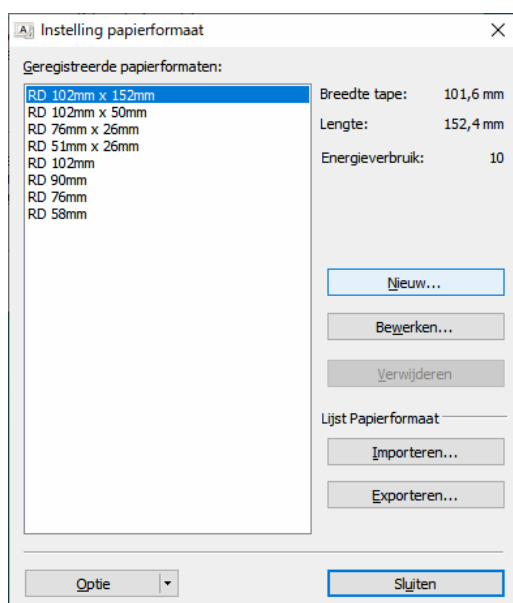 Instelling papierformaat
Geregistreerde papierformaten:
RD 102mm x 152mm
RD 102mm x 50mm
RD 76mm x 26mm
RD 51mm x 26mm
RD 102mm
RD 90mm
RD 76mm
RD 58mm
Breedte tape: 101,6 mm
Lengte: 152,4 mm
Energieverbruik: 10
Nieuw...
Bewerken...
Verwijderen
Lijst Papierformaat
Importeren...
Exporteren...
Optie
Sluiten